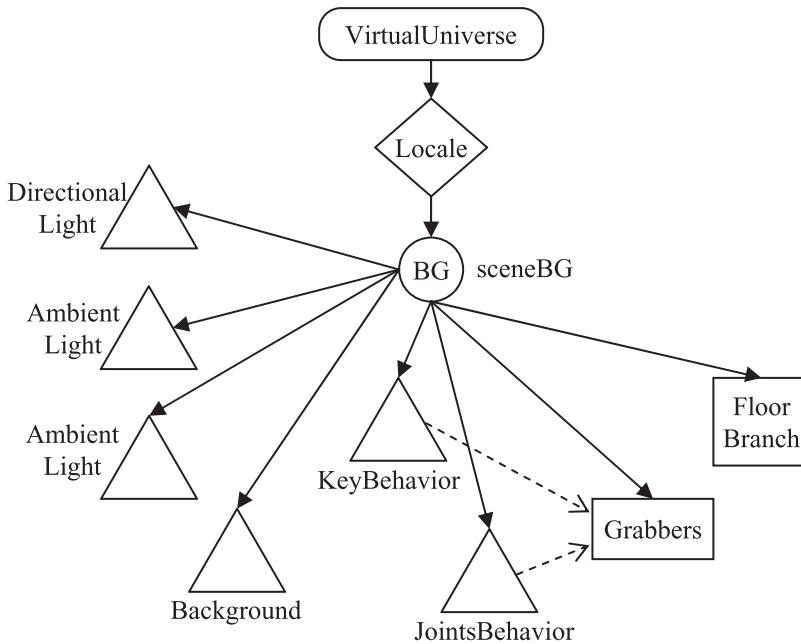 VirtualUniverse
Locale
Directional
Light
BG
sceneBG
Ambient
Light
Ambient
Light
Floor
Branch
KeyBehavior
Grabbers
Background
JointsBehavior